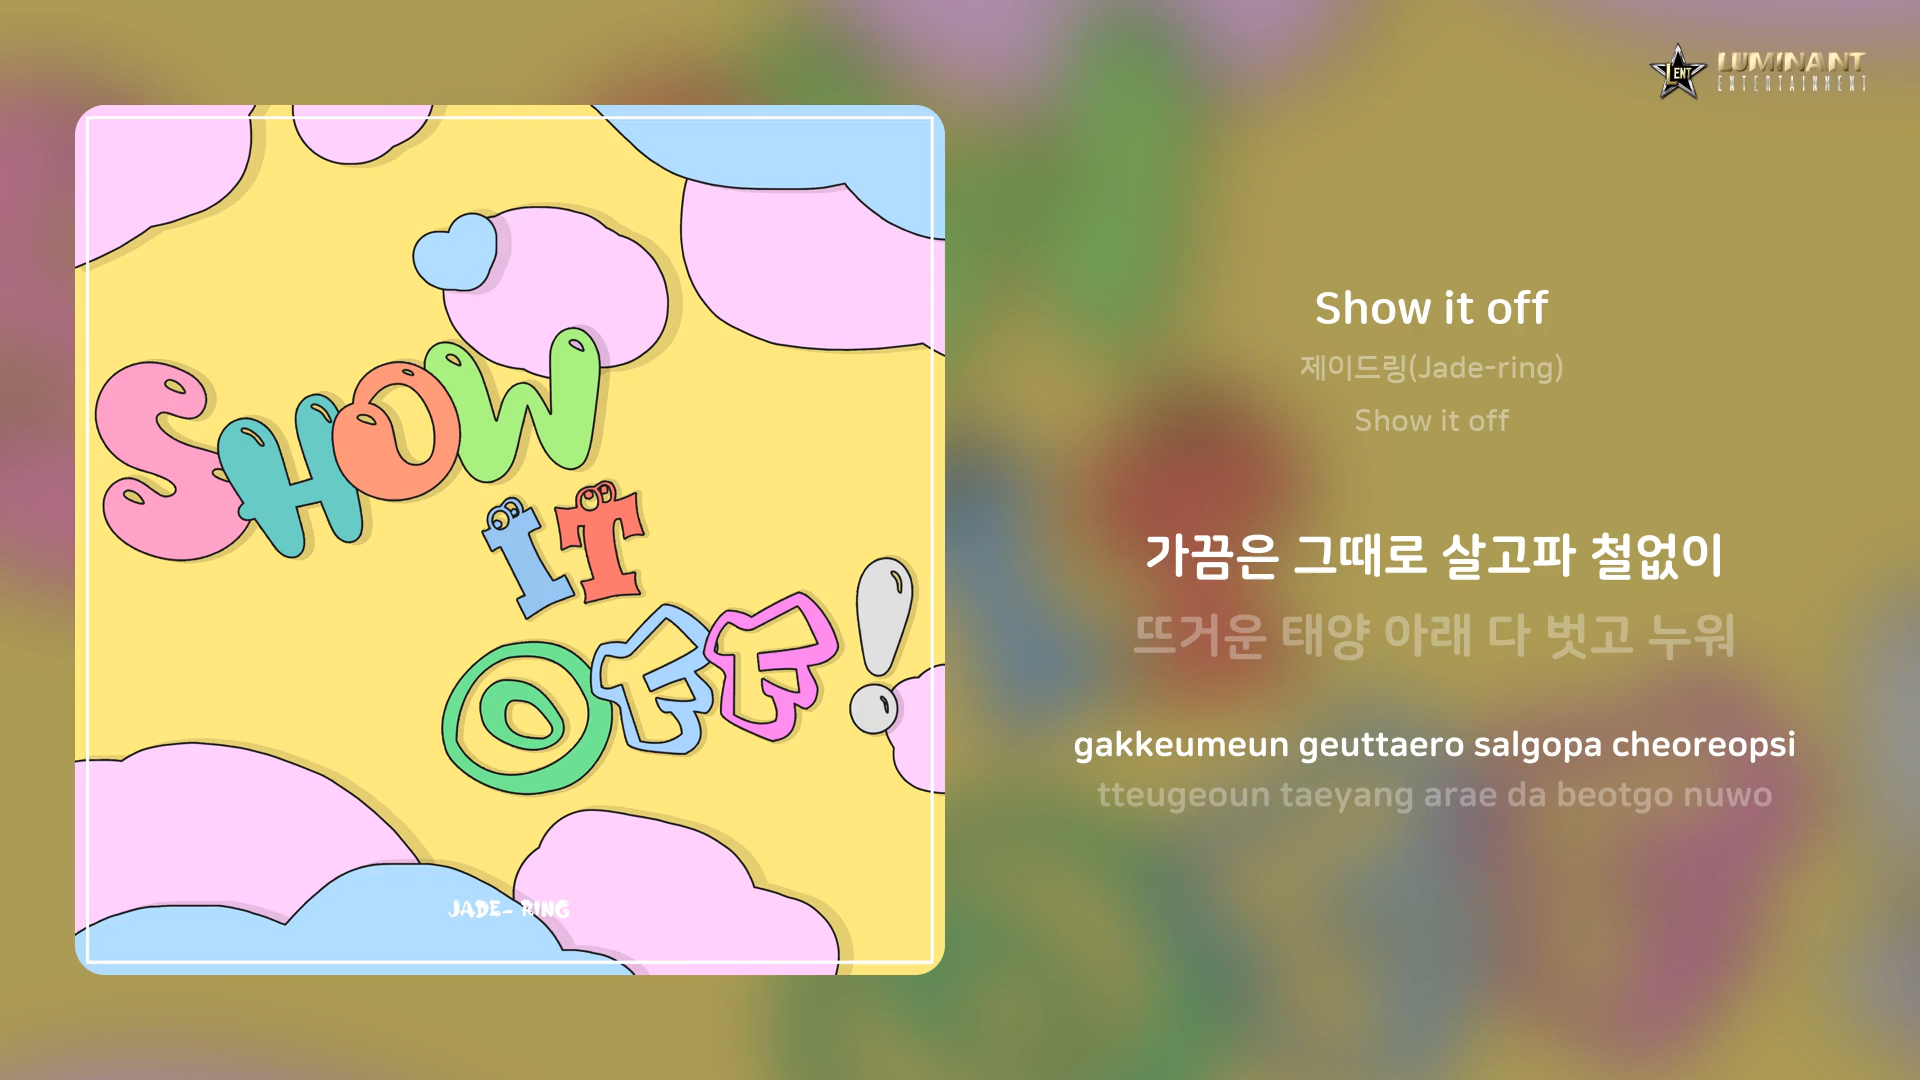 LENT LUMINANT
ENTERTAINMENT
SHOW
IT
OFF!
JADE- RING
Show it off
제이드링(Jade-ring)
Show it off
가끔은 그때로 살고파 철없이
뜨거운 태양 아래 다 벗고 누워
gakkeumeun geuttaero salgopa cheoreopsi
tteugeoun taeyang arae da beotgo nuwo